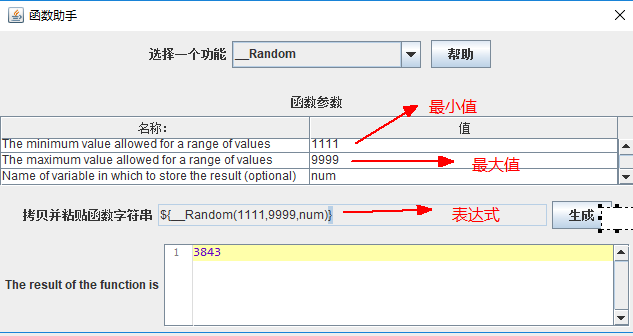 函数助手
选择一个功能 __Random 帮助
函数参数
名称: 值
最小值
The minimum value allowed for a range of values 1111
The maximum value allowed for a range of values 9999
最大值
Name of variable in which to store the result (optional) num
拷贝并粘贴函数字符串 ${__Random(1111,9999,num)} 表达式 生成
1 3843
The result of the function is